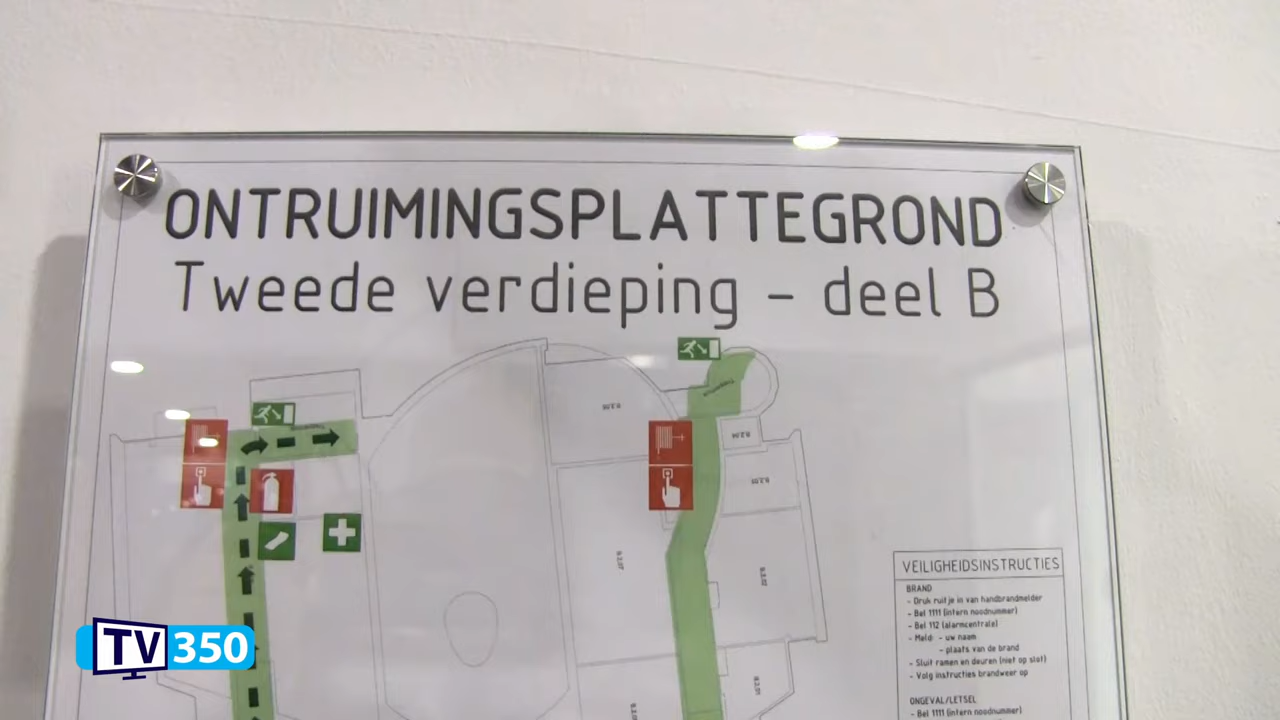 ONTRUIMINGSPLATTEGROND
Tweede verdieping - deel B
VEILIGHEIDSINSTRUCTIES
BRAND
- Druk ruitje in van handbrandmelder
- Bel 1111 (intern noodnummer)
- Bel 112 (alarmcentrale)
- Meld: - uw naam
- plaats van de brand
- Sluit ramen en deuren (niet op slot)
- Volg instructies brandweer op
ONGEVAL/LETSEL
- Bel 1111 (intern noodnummer)
TV350